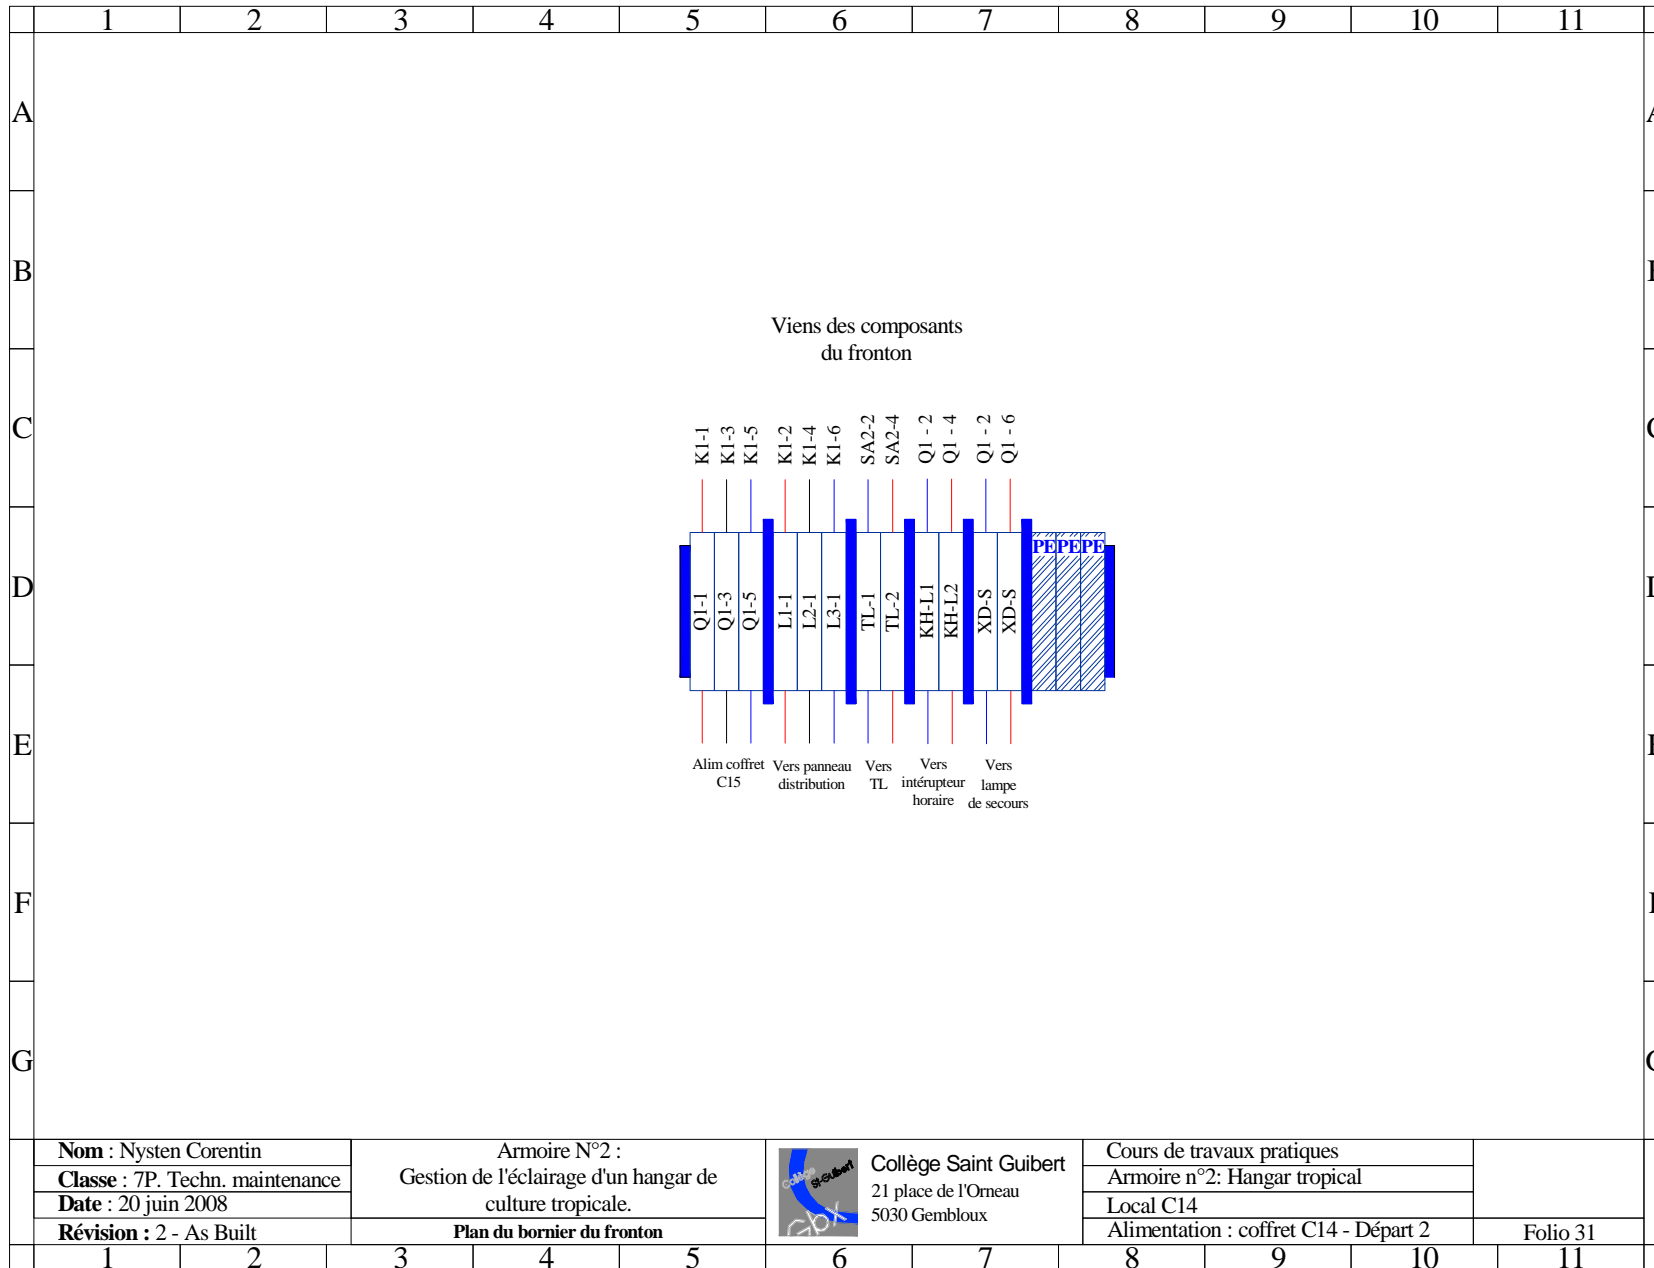 1 2 3 4 5 6 7 8 9 10 11
A
B
C
D
E
F
G
Viens des composants
du fronton
K1-1
K1-3
K1-5
K1-2
K1-4
K1-6
SA2-2
SA2-4
Q1 - 2
Q1 - 4
Q1 - 2
Q1 - 6
Q1-1
Q1-3
Q1-5
L1-1
L2-1
L3-1
TL-1
TL-2
KH-L1
KH-L2
XD-S
XD-S
PE PE PE
Alim coffret
C15
Vers panneau
distribution
Vers
TL
Vers
intérupteur
horaire
Vers
lampe
de secours
Nom : Nysten Corentin
Classe : 7P. Techn. maintenance
Date : 20 juin 2008
Révision : 2 - As Built
Armoire N°2 :
Gestion de l'éclairage d'un hangar de
culture tropicale.
Plan du bornier du fronton
Collège St-Guibert
Gbx
Collège Saint Guibert
21 place de l'Orneau
5030 Gembloux
Cours de travaux pratiques
Armoire n°2: Hangar tropical
Local C14
Alimentation : coffret C14 - Départ 2
Folio 31
1 2 3 4 5 6 7 8 9 10 11